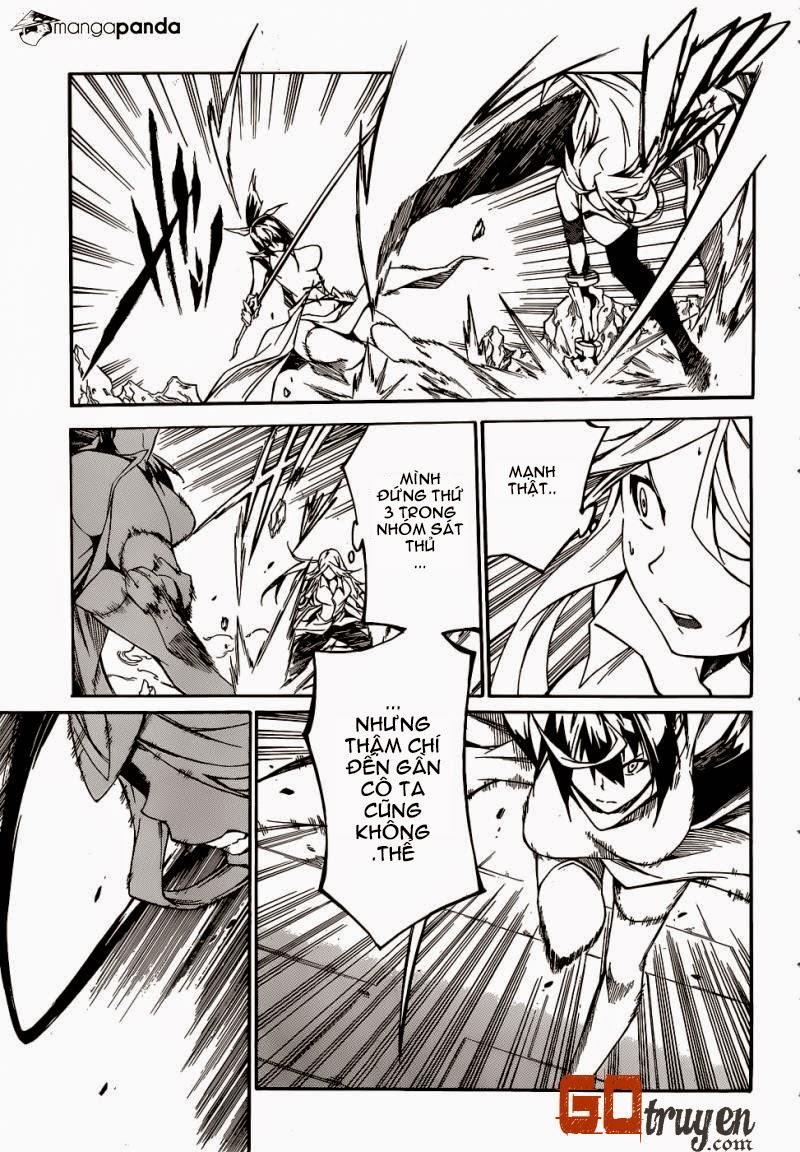 mangapanda
MẠNH
THẬT..
MÌNH
ĐỨNG THỨ
3 TRONG
NHÓM SÁT
THỦ
...
...
NHƯNG
THẬM CHÍ
ĐẾN GẦN
CÔ TA
CŨNG
KHÔNG
.THỂ
GOtruyen
.com